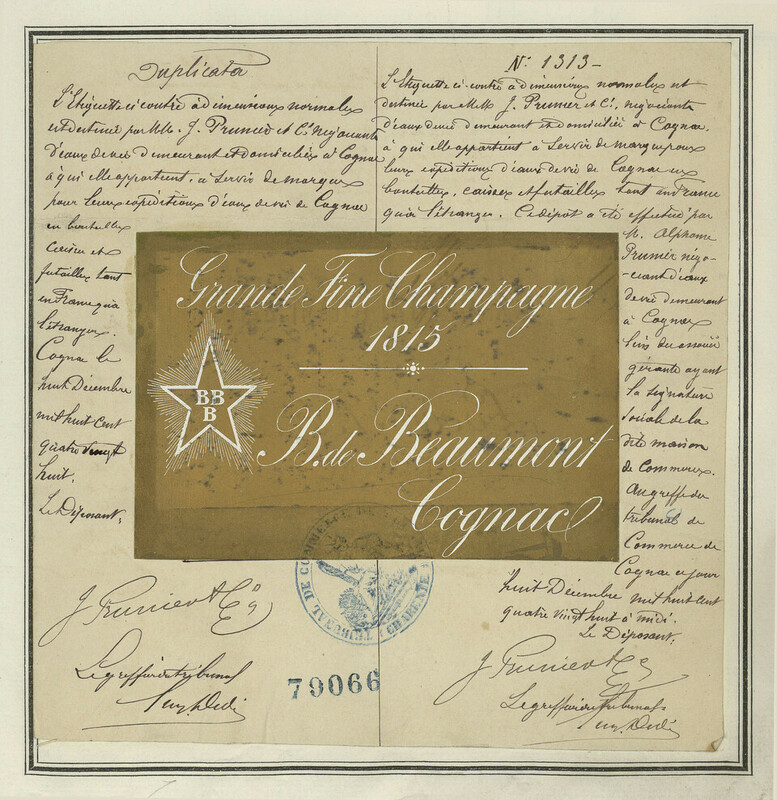 Duplicata
L'Etiquette ci-contre à dimensions normales
est destiné par MM. J. Prunier et Cie négociants
d'eaux de vie demeurant et domiciliés à Cognac
à qui elle appartient, à servir de marque
pour leurs expéditions d'eaux de vie de Cognac
en bouteilles
caisses et
futailles tant
en France qu'à
l'étranger.
Cognac le
huit Décembre
mil huit cent
quatre vingt
huit.
Le Déposant,
J Prunier & Cie
Le greffier du tribunal
No 1313-
L'Etiquette ci-contre à dimensions normales est
destinée par MM. J. Prunier et Cie, négociants
d'eaux de vie demeurant et domiciliés à Cognac,
à qui elle appartient à servir de marque pour
leurs expéditions d'eaux de vie de Cognac en
bouteilles, caisses et futailles tant en France
qu'à l'étranger. Ce dépôt a été effectué par
M. Alphonse
Prunier négo-
-ciant d'eaux
de vie demeurant
à Cognac
l'un des associés
gérants ayant
la signature
sociale de la
dite maison
de Commerce.
Au greffe du
tribunal de
Commerce de
Cognac ce jour
huit Décembre mil huit cent
quatre vingt huit à midi.
Le Déposant,
J Prunier & Cie
Le greffier du tribunal
Grande Fine Champagne
1815
BB
B
B. de Beaumont
Cognac
TRIBUNAL DE COMMERCE DE
CHARENTE
79066